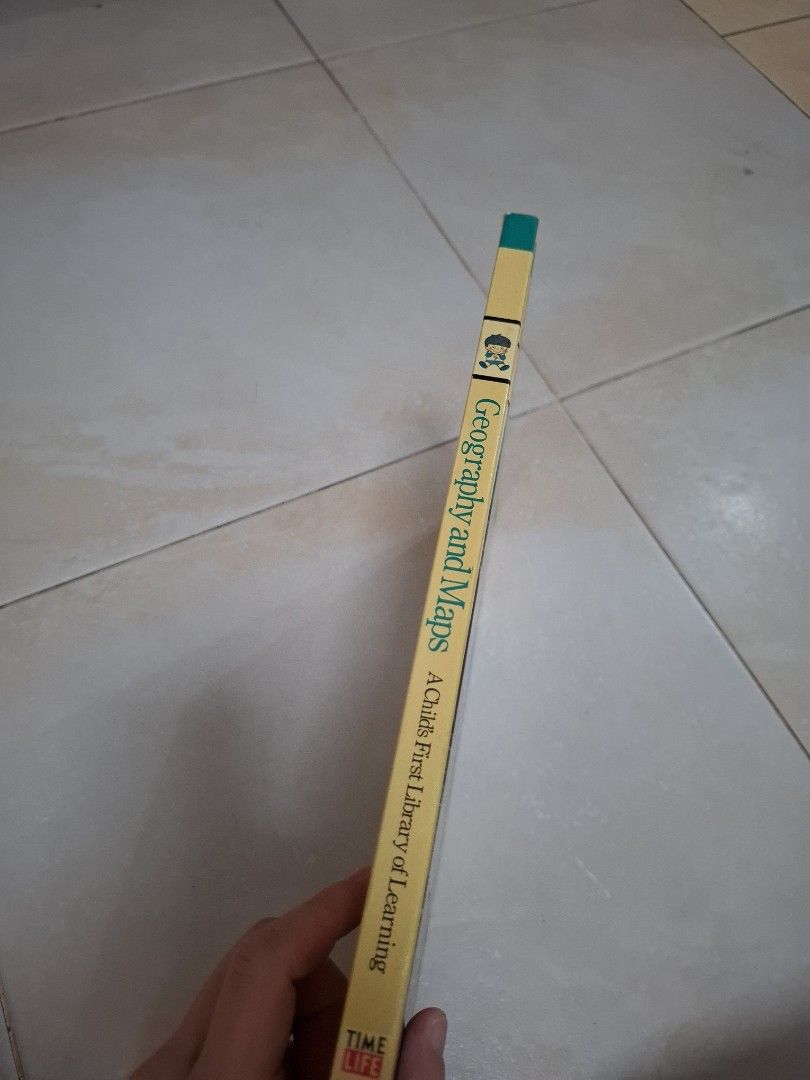 Geography and Maps
A Child's First Library of Learning
TIME
LIFE